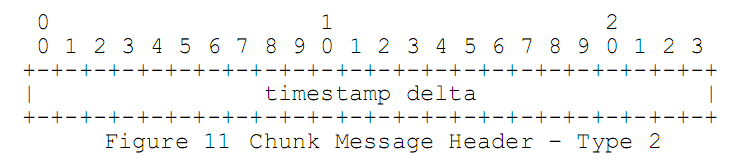 0                   1                   2
 0 1 2 3 4 5 6 7 8 9 0 1 2 3 4 5 6 7 8 9 0 1 2 3
+-+-+-+-+-+-+-+-+-+-+-+-+-+-+-+-+-+-+-+-+-+-+-+-+
|                timestamp delta                |
+-+-+-+-+-+-+-+-+-+-+-+-+-+-+-+-+-+-+-+-+-+-+-+-+
Figure 11 Chunk Message Header – Type 2